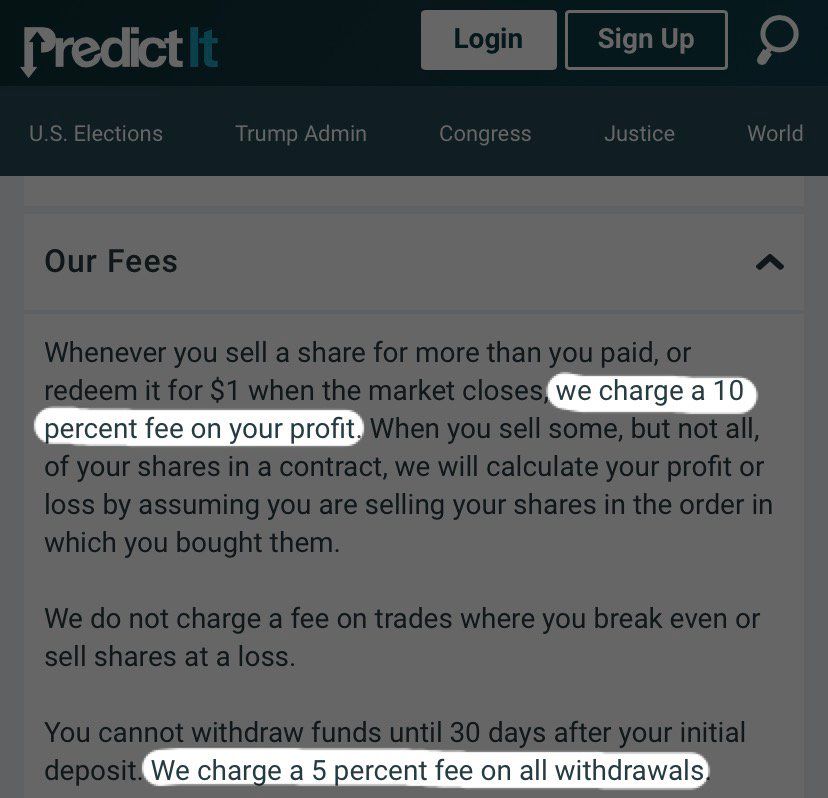 PredictIt
Login
Sign Up
U.S. Elections
Trump Admin
Congress
Justice
World
Our Fees
Whenever you sell a share for more than you paid, or
redeem it for $1 when the market closes, we charge a 10
percent fee on your profit. When you sell some, but not all,
of your shares in a contract, we will calculate your profit or
loss by assuming you are selling your shares in the order in
which you bought them.
We do not charge a fee on trades where you break even or
sell shares at a loss.
You cannot withdraw funds until 30 days after your initial
deposit. We charge a 5 percent fee on all withdrawals.